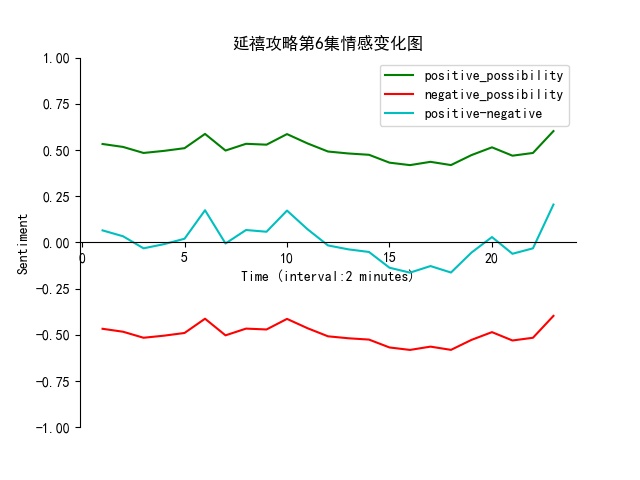 延禧攻略第6集情感变化图
1.00
0.75
0.50
0.25
0.00
−0.25
−0.50
−0.75
−1.00
Sentiment
positive_possibility
negative_possibility
positive-negative
0
5
10
15
20
Time (interval:2 minutes)